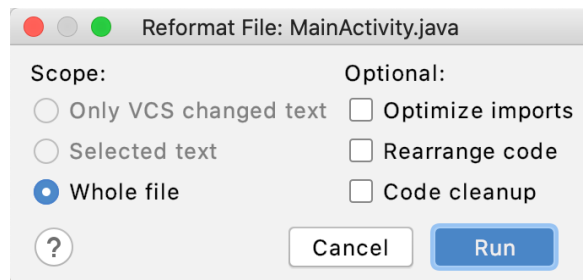 Reformat File: MainActivity.java
Scope:
Optional:
Only VCS changed text
Optimize imports
Selected text
Rearrange code
Whole file
Code cleanup
?
Cancel
Run